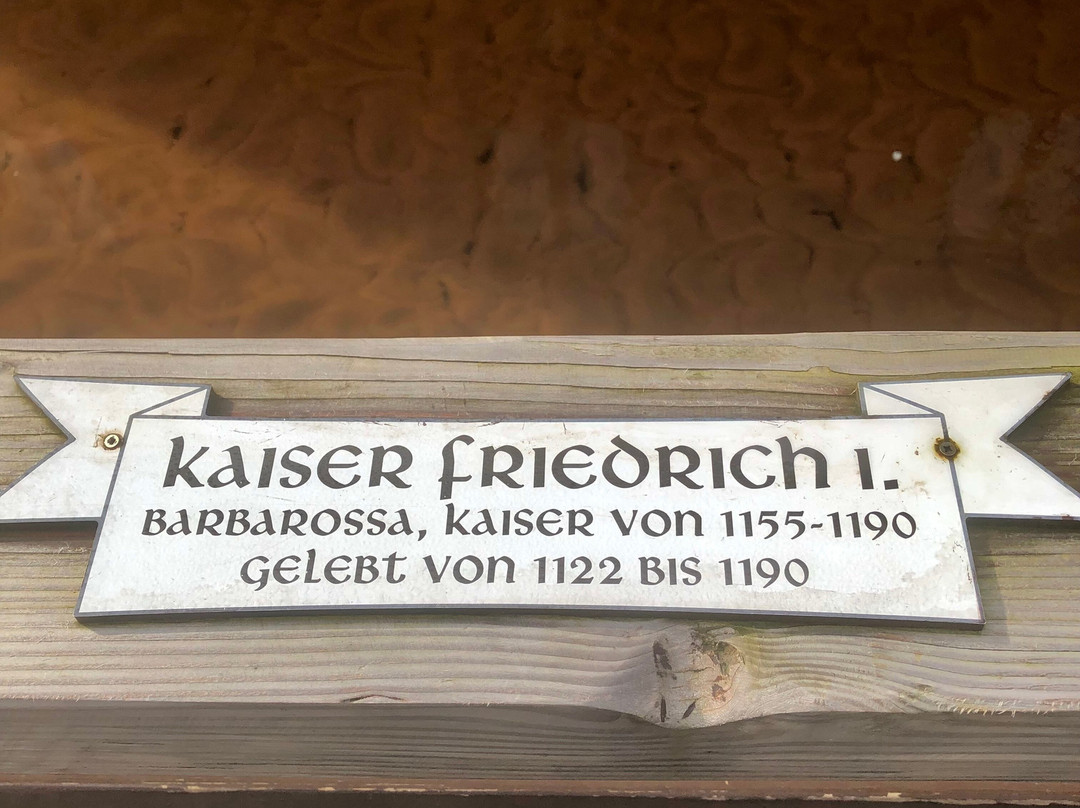 Kaiser Friedrich I.
Barbarossa, Kaiser von 1155-1190
Gelebt von 1122 bis 1190